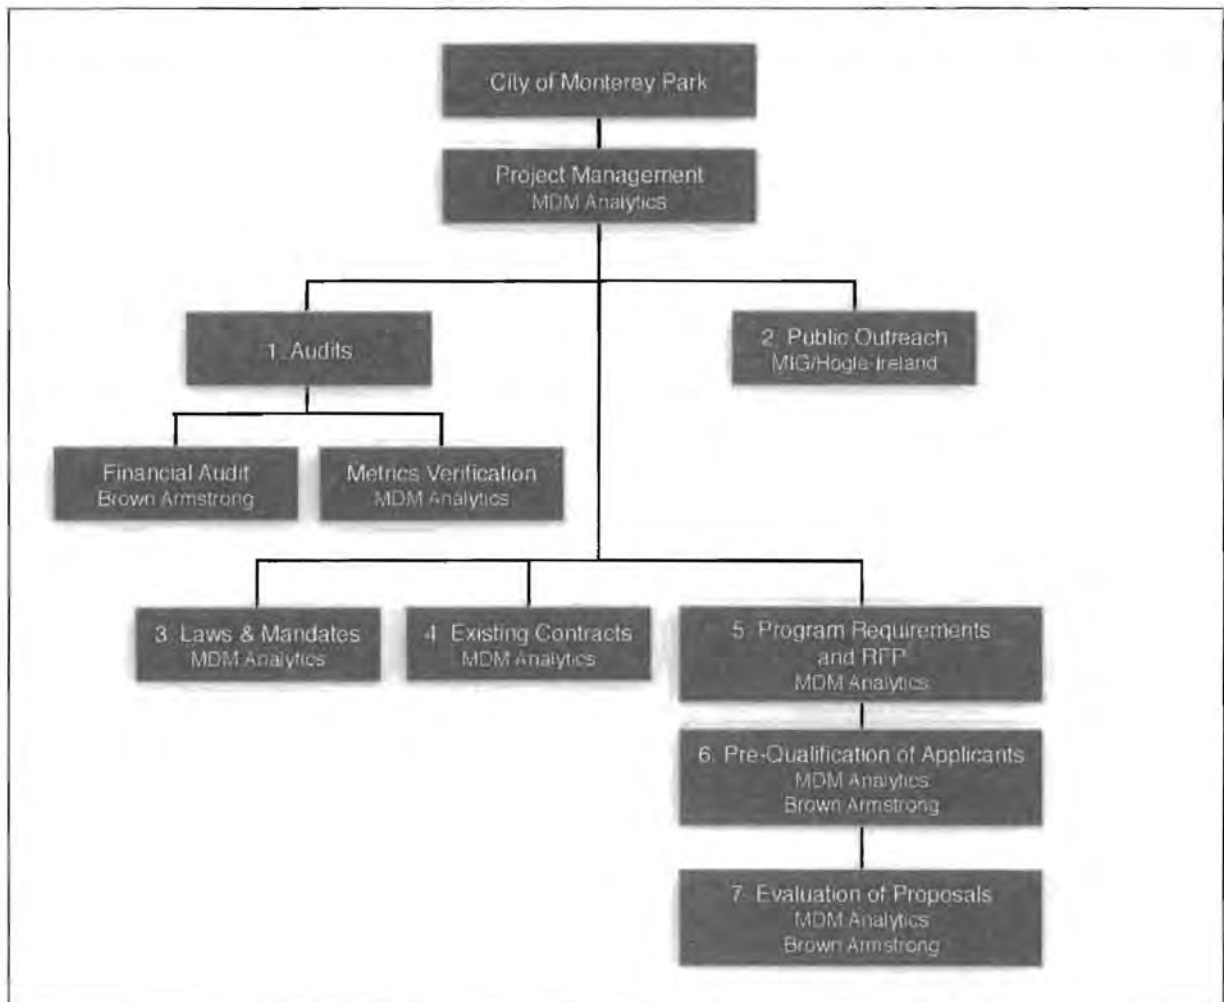 City of Monterey Park
Project Management
MDM Analytics
1. Audits
2. Public Outreach
MIG/Hogle-Ireland
Financial Audit
Brown Armstrong
Metrics Verification
MDM Analytics
3. Laws & Mandates
MDM Analytics
4. Existing Contracts
MDM Analytics
5. Program Requirements
and RFP
MDM Analytics
6. Pre-Qualification of Applicants
MDM Analytics
Brown Armstrong
7. Evaluation of Proposals
MDM Analytics
Brown Armstrong